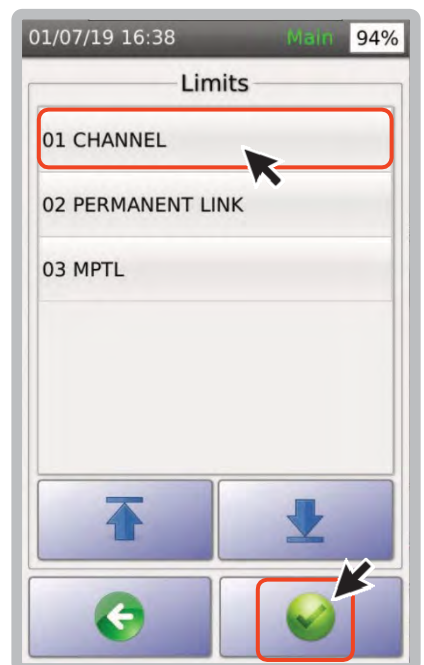 01/07/19 16:38 Main 94%
Limits
01 CHANNEL
02 PERMANENT LINK
03 MPTL